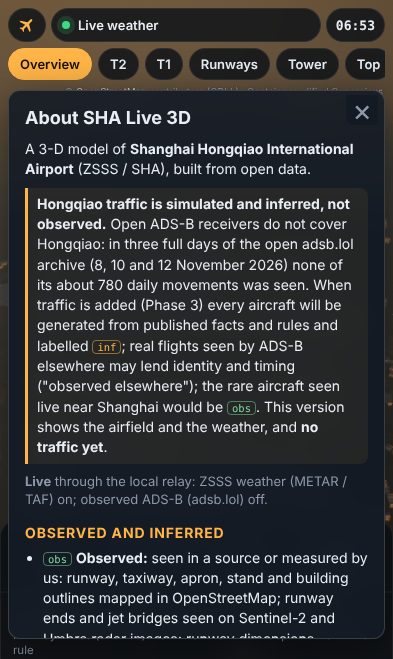 Live weather
06:53
Overview
T2
T1
Runways
Tower
Top
About SHA Live 3D
A 3-D model of Shanghai Hongqiao International
Airport (ZSSS / SHA), built from open data.
Hongqiao traffic is simulated and inferred, not
observed. Open ADS-B receivers do not cover
Hongqiao: in three full days of the open adsb.lol
archive (8, 10 and 12 November 2026) none of
its about 780 daily movements was seen. When
traffic is added (Phase 3) every aircraft will be
generated from published facts and rules and
labelled inf; real flights seen by ADS-B
elsewhere may lend identity and timing
("observed elsewhere"); the rare aircraft seen
live near Shanghai would be obs. This version
shows the airfield and the weather, and no
traffic yet.
Live through the local relay: ZSSS weather (METAR /
TAF) on; observed ADS-B (adsb.lol) off.
OBSERVED AND INFERRED
• obs Observed: seen in a source or measured by
us: runway, taxiway, apron, stand and building
outlines mapped in OpenStreetMap; runway
ends and jet bridges seen on Sentinel-2 and
Umbra radar images; runway dimensions
rule